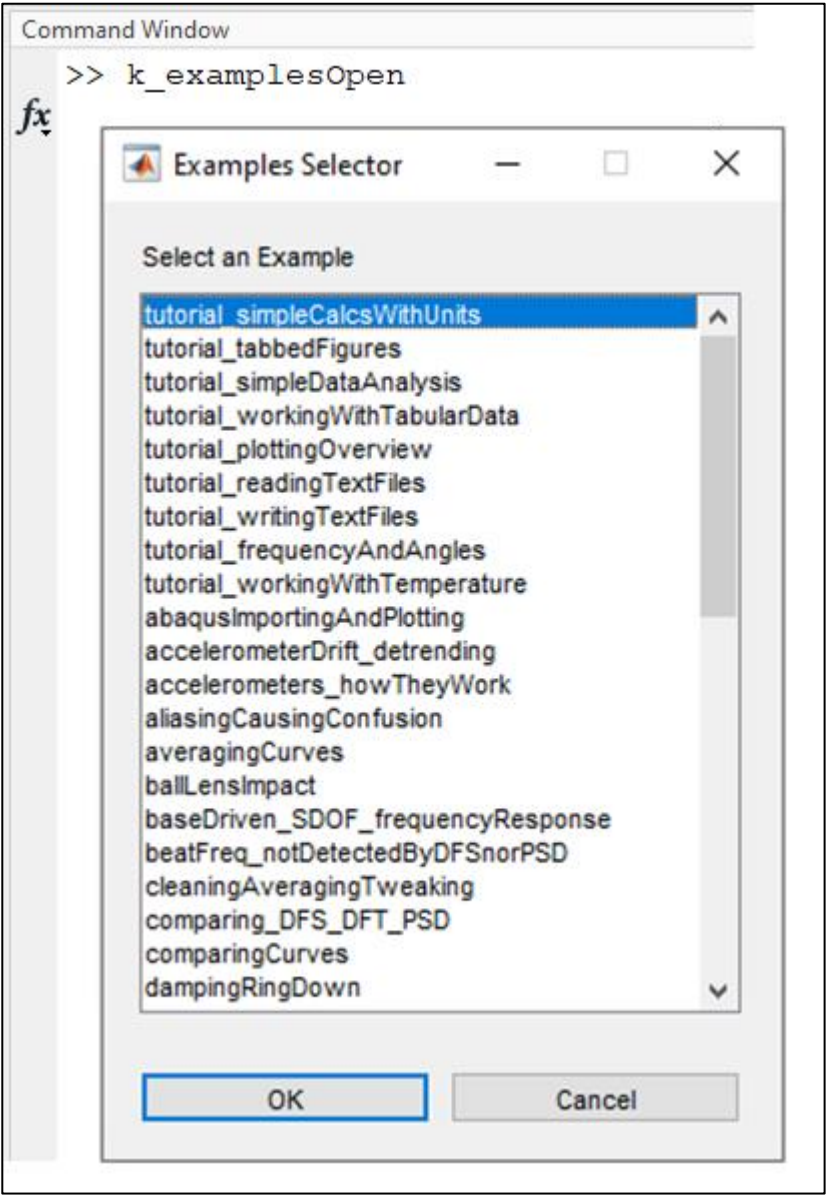 Command Window
>> k_examplesOpen
fx
Examples Selector
Select an Example
tutorial_simpleCalcsWithUnits
tutorial_tabbedFigures
tutorial_simpleDataAnalysis
tutorial_workingWithTabularData
tutorial_plottingOverview
tutorial_readingTextFiles
tutorial_writingTextFiles
tutorial_frequencyAndAngles
tutorial_workingWithTemperature
abaqusImportingAndPlotting
accelerometerDrift_detrending
accelerometers_howTheyWork
aliasingCausingConfusion
averagingCurves
ballLensImpact
baseDriven_SDOF_frequencyResponse
beatFreq_notDetectedByDFSnorPSD
cleaningAveragingTweaking
comparing_DFS_DFT_PSD
comparingCurves
dampingRingDown
OK Cancel